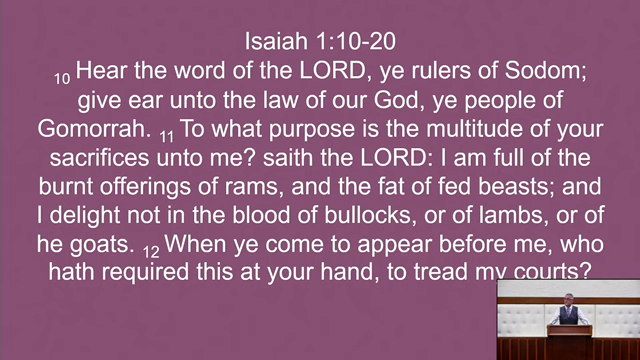 Isaiah 1:10-20
10 Hear the word of the LORD, ye rulers of Sodom;
give ear unto the law of our God, ye people of
Gomorrah. 11 To what purpose is the multitude of your
sacrifices unto me? saith the LORD: I am full of the
burnt offerings of rams, and the fat of fed beasts; and
I delight not in the blood of bullocks, or of lambs, or of
he goats. 12 When ye come to appear before me, who
hath required this at your hand, to tread my courts?